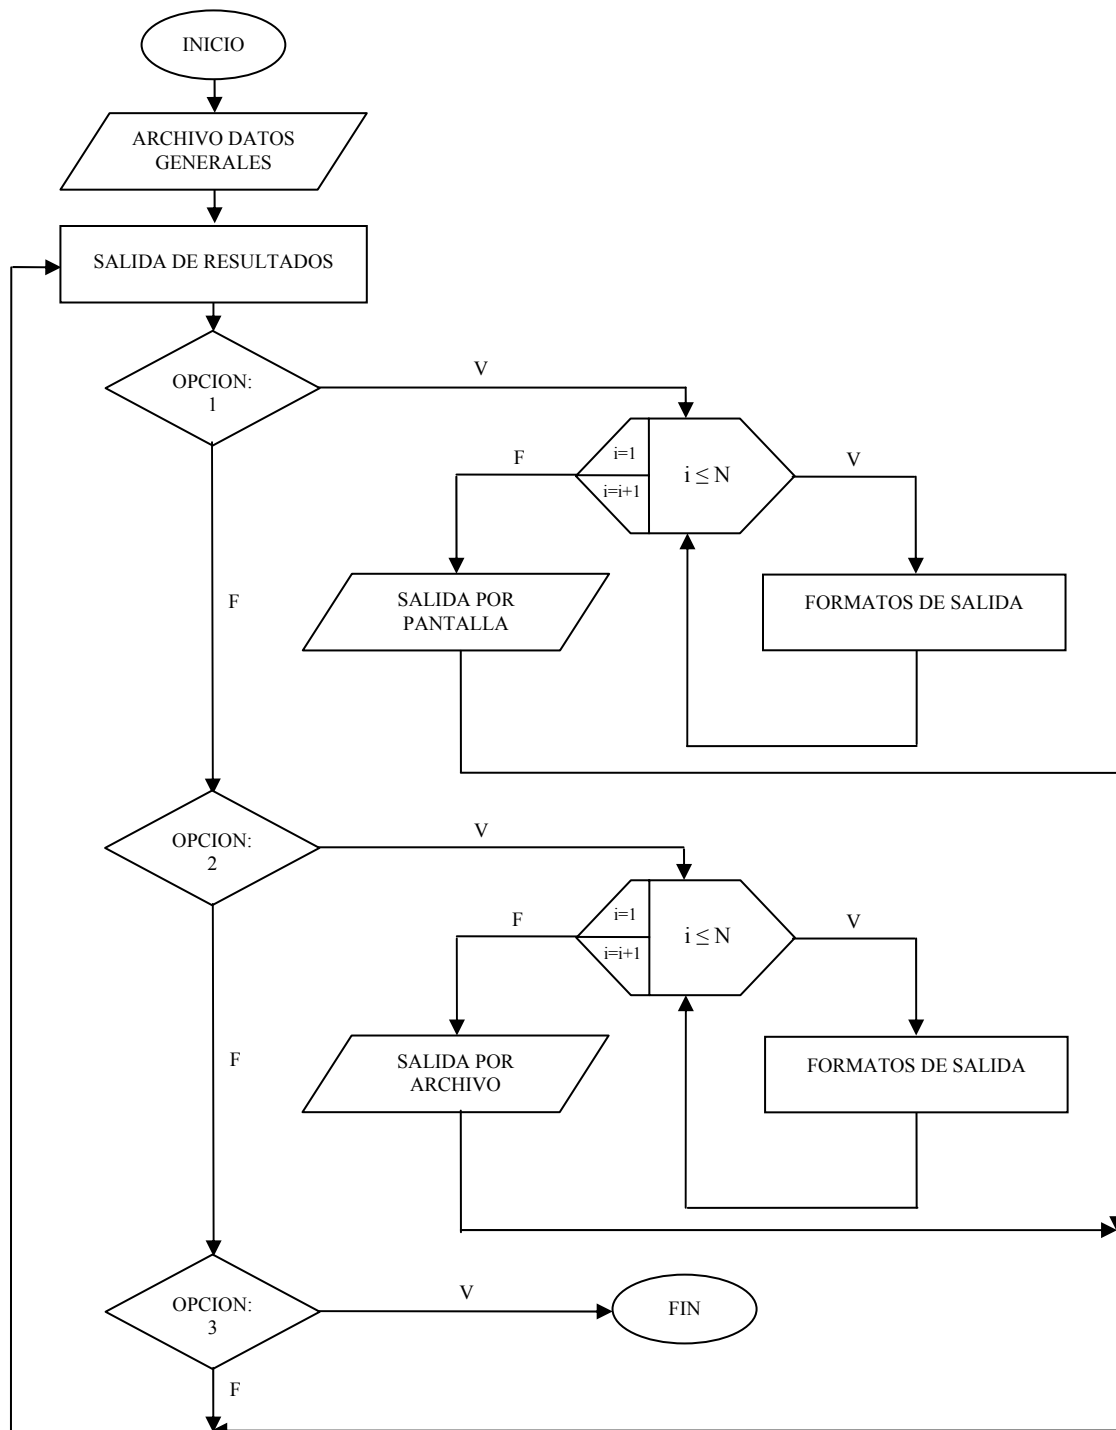 INICIO
ARCHIVO DATOS
GENERALES
SALIDA DE RESULTADOS
OPCION:
1
V
F
i=1
i=i+1
i ≤ N
F
V
SALIDA POR
PANTALLA
FORMATOS DE SALIDA
OPCION:
2
V
F
i=1
i=i+1
i ≤ N
F
V
SALIDA POR
ARCHIVO
FORMATOS DE SALIDA
OPCION:
3
V
FIN
F